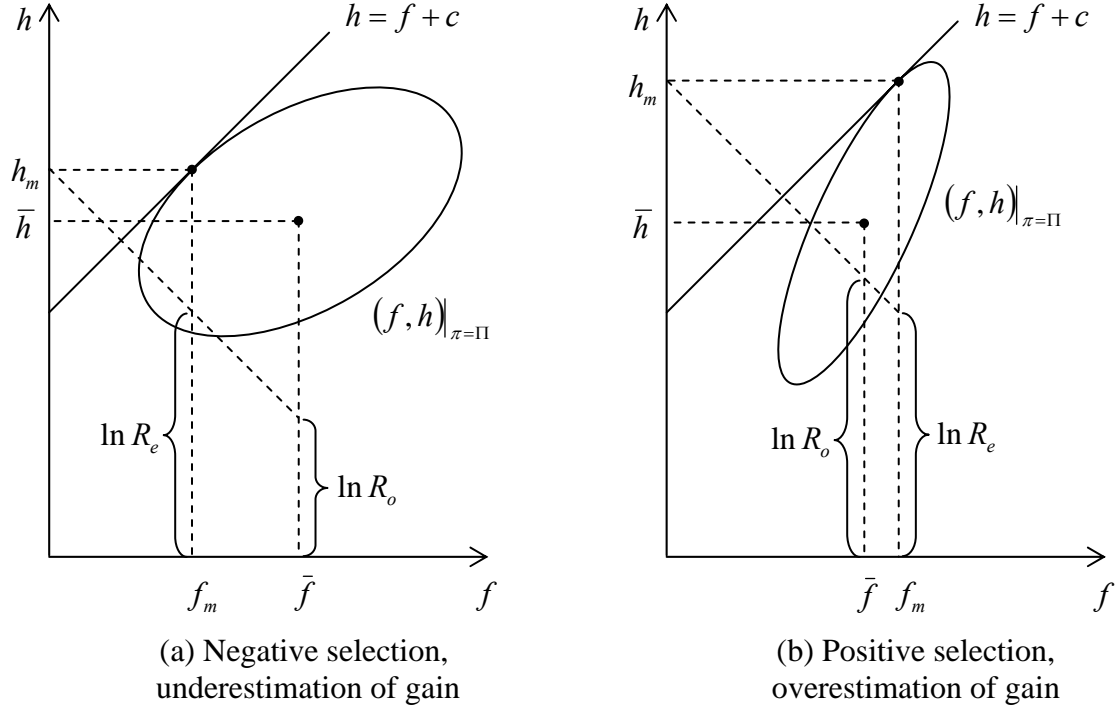 h
h = f + c
h_m
h̄
(f, h)|_{π=Π}
ln R_e
ln R_o
f_m
f̄
f
(a) Negative selection,
underestimation of gain
h
h = f + c
h_m
h̄
(f, h)|_{π=Π}
ln R_o
ln R_e
f̄
f_m
f
(b) Positive selection,
overestimation of gain